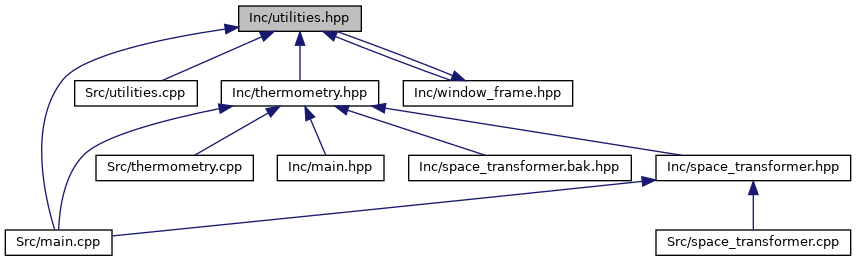 Inc/utilities.hpp
Src/utilities.cpp
Inc/thermometry.hpp
Inc/window_frame.hpp
Src/thermometry.cpp
Inc/main.hpp
Inc/space_transformer.bak.hpp
Inc/space_transformer.hpp
Src/main.cpp
Src/space_transformer.cpp